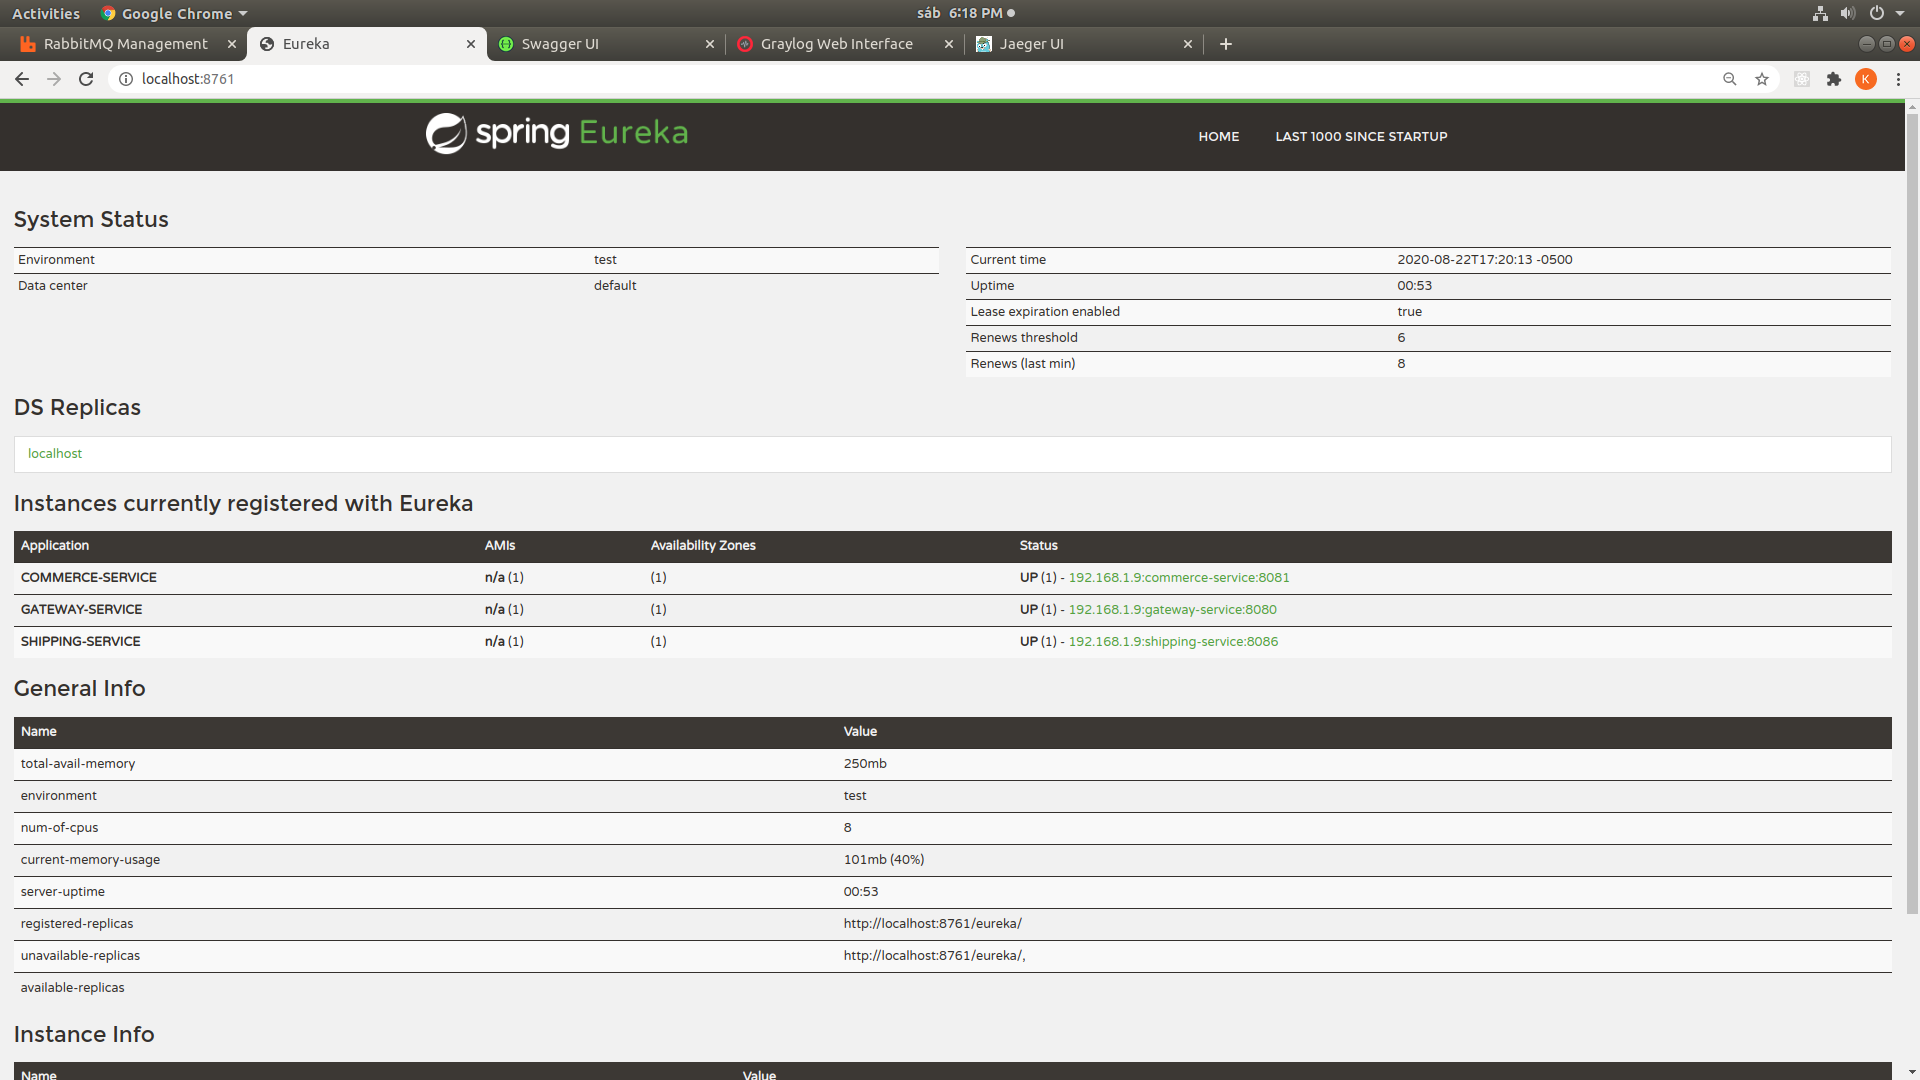 Activities Google Chrome sáb 6:18 PM
RabbitMQ Management Eureka Swagger UI Graylog Web Interface Jaeger UI
localhost:8761 K
spring Eureka HOME LAST 1000 SINCE STARTUP
System Status
Environment test
Data center default
Current time 2020-08-22T17:20:13 -0500
Uptime 00:53
Lease expiration enabled true
Renews threshold 6
Renews (last min) 8
DS Replicas
localhost
Instances currently registered with Eureka
Application AMIs Availability Zones Status
COMMERCE-SERVICE n/a (1) (1) UP (1) - 192.168.1.9:commerce-service:8081
GATEWAY-SERVICE n/a (1) (1) UP (1) - 192.168.1.9:gateway-service:8080
SHIPPING-SERVICE n/a (1) (1) UP (1) - 192.168.1.9:shipping-service:8086
General Info
Name Value
total-avail-memory 250mb
environment test
num-of-cpus 8
current-memory-usage 101mb (40%)
server-uptime 00:53
registered-replicas http://localhost:8761/eureka/
unavailable-replicas http://localhost:8761/eureka/,
available-replicas
Instance Info
Name Value